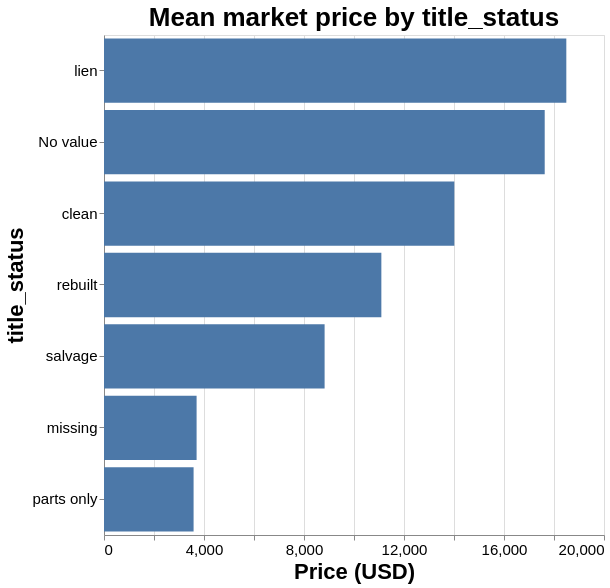 Mean market price by title_status
lien
No value
clean
rebuilt
salvage
missing
parts only
title_status
0 4,000 8,000 12,000 16,000 20,000
Price (USD)